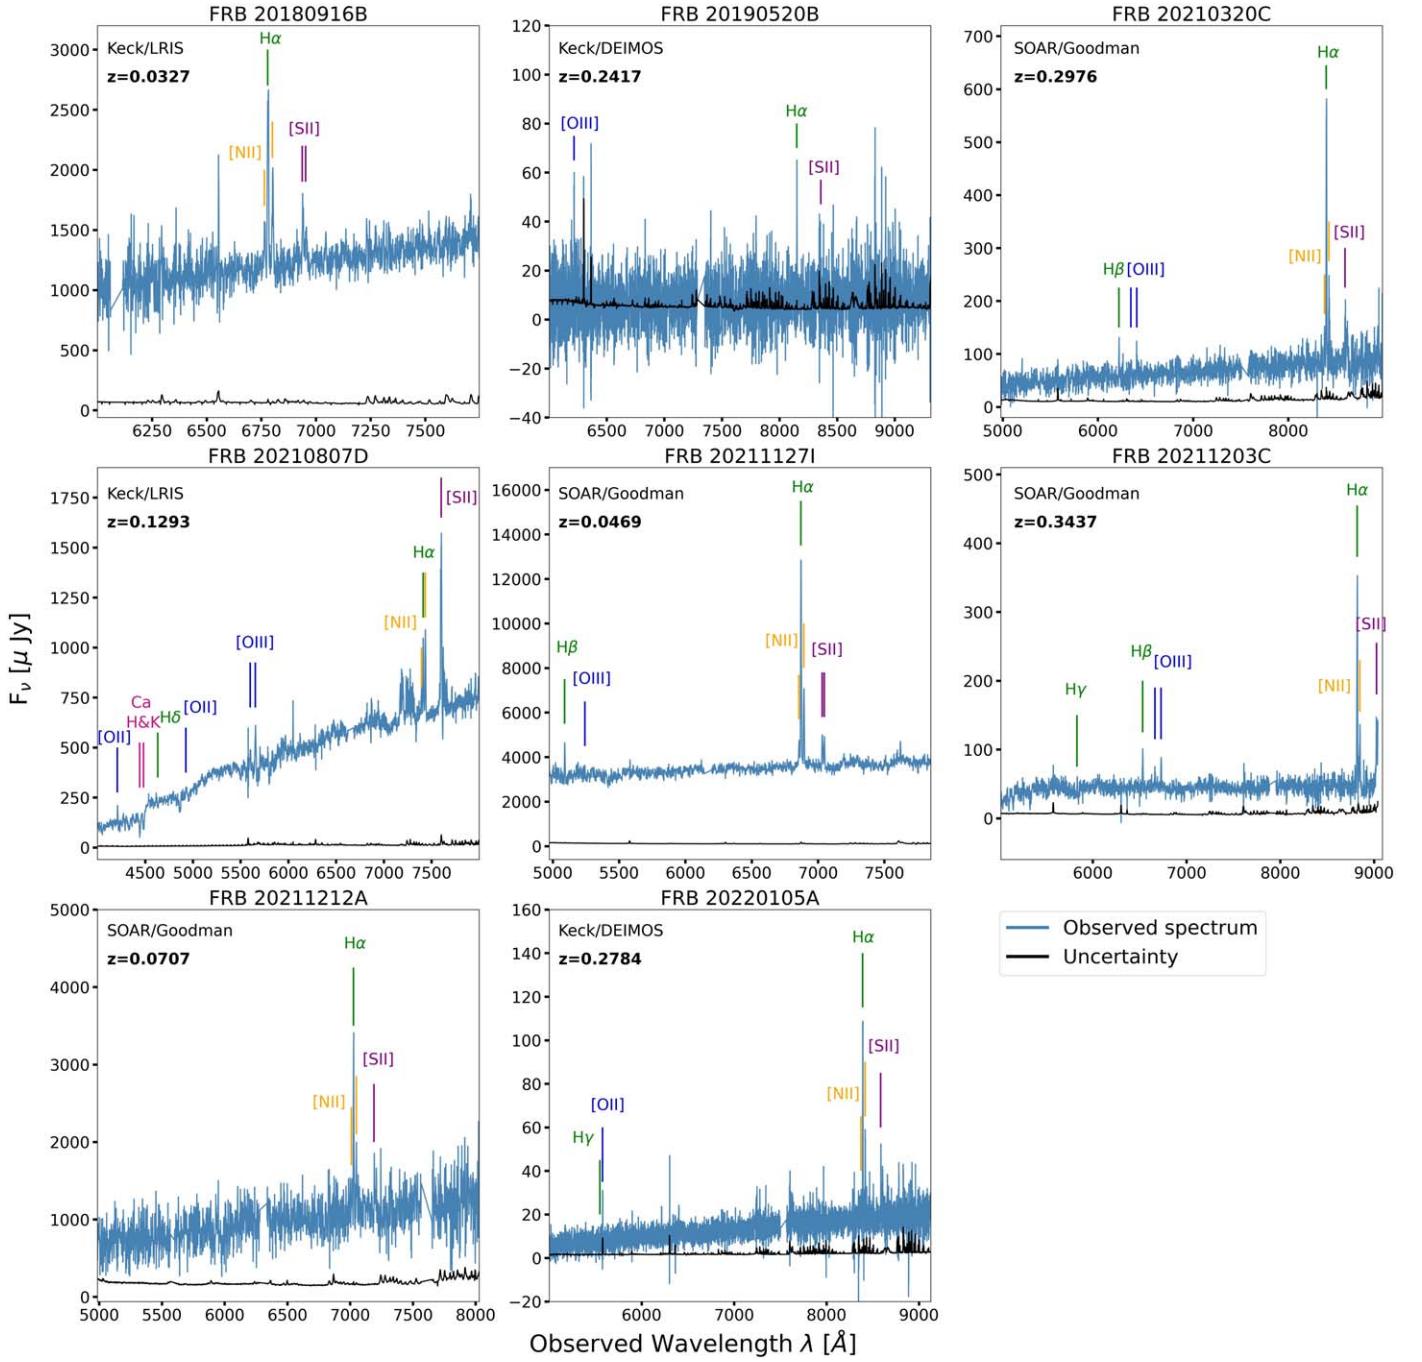 FRB 20180916B
Keck/LRIS
z=0.0327
Hα
[NII]
[SII]
3000
2500
2000
1500
1000
500
0
6250 6500 6750 7000 7250 7500
FRB 20190520B
Keck/DEIMOS
z=0.2417
[OIII]
Hα
[SII]
120
100
80
60
40
20
0
−20
−40
6500 7000 7500 8000 8500 9000
FRB 20210320C
SOAR/Goodman
z=0.2976
Hα
[NII]
[SII]
Hβ [OIII]
700
600
500
400
300
200
100
0
5000 6000 7000 8000
FRB 20210807D
Keck/LRIS
z=0.1293
[SII]
Hα
[NII]
[OIII]
Ca
H&K
Hδ
[OII]
[OII]
1750
1500
1250
1000
750
500
250
0
4500 5000 5500 6000 6500 7000 7500
FRB 20211127I
SOAR/Goodman
z=0.0469
Hα
[NII]
[SII]
Hβ
[OIII]
16000
14000
12000
10000
8000
6000
4000
2000
0
5000 5500 6000 6500 7000 7500
FRB 20211203C
SOAR/Goodman
z=0.3437
Hα
[SII]
[NII]
Hβ
[OIII]
Hγ
500
400
300
200
100
0
6000 7000 8000 9000
FRB 20211212A
SOAR/Goodman
z=0.0707
Hα
[SII]
[NII]
5000
4000
3000
2000
1000
0
5000 5500 6000 6500 7000 7500 8000
FRB 20220105A
Keck/DEIMOS
z=0.2784
Hα
[SII]
[NII]
[OII]
Hγ
160
140
120
100
80
60
40
20
0
−20
6000 7000 8000 9000
Observed spectrum
Uncertainty
Fν [μ Jy]
Observed Wavelength λ [Å]